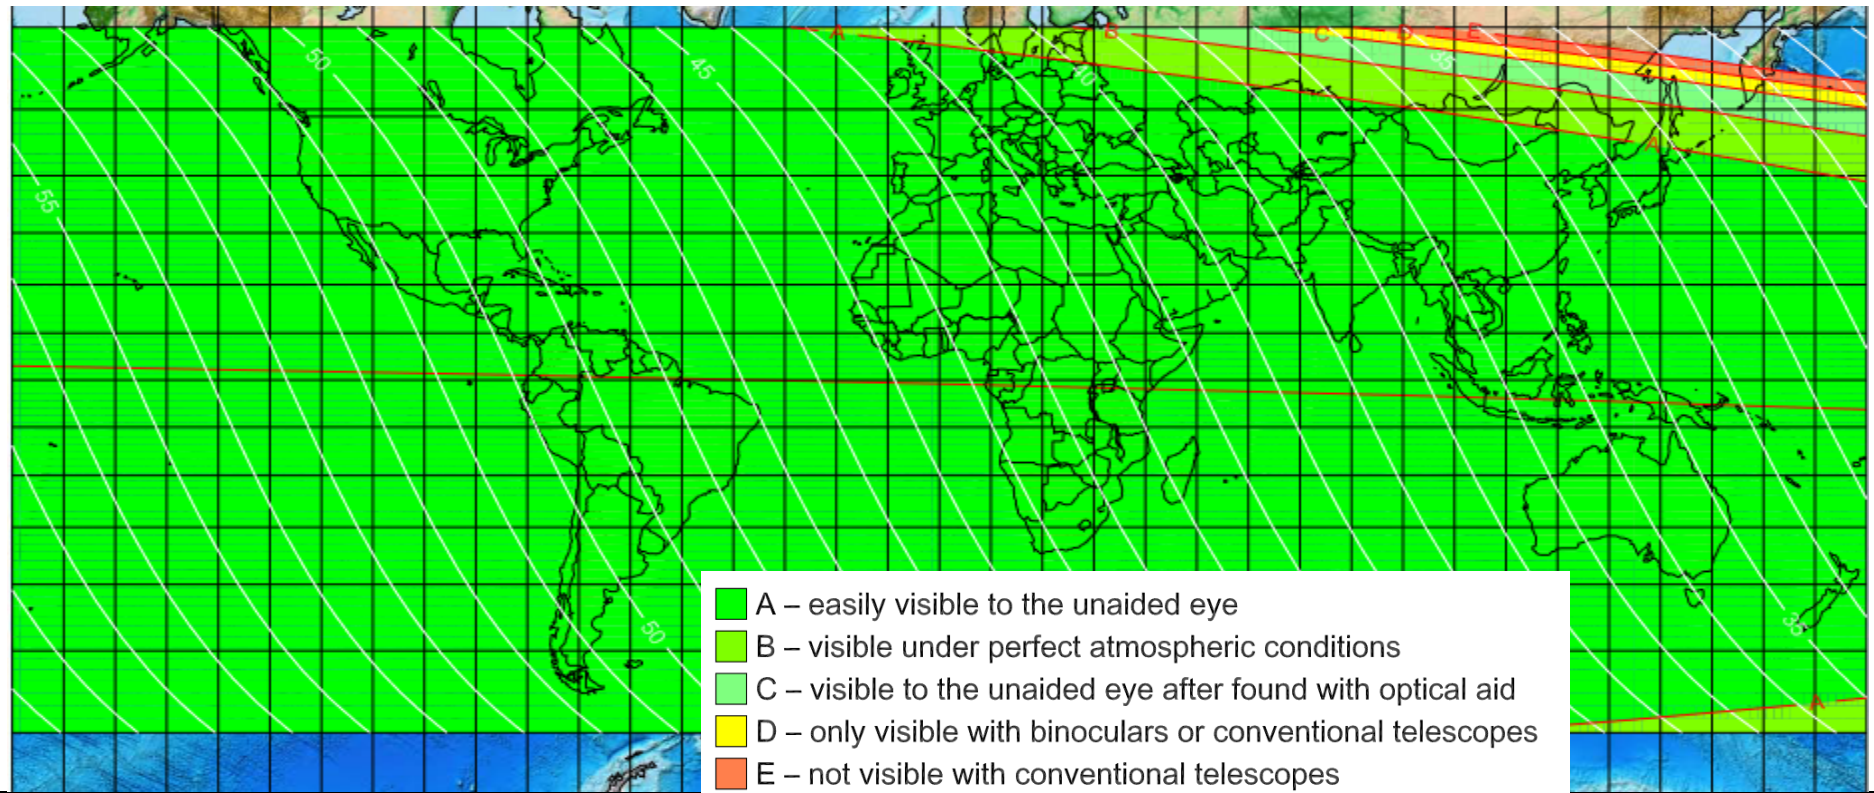 A
B
C
D
E
50
45
40
35
A
55
50
35
A
A – easily visible to the unaided eye
B – visible under perfect atmospheric conditions
C – visible to the unaided eye after found with optical aid
D – only visible with binoculars or conventional telescopes
E – not visible with conventional telescopes